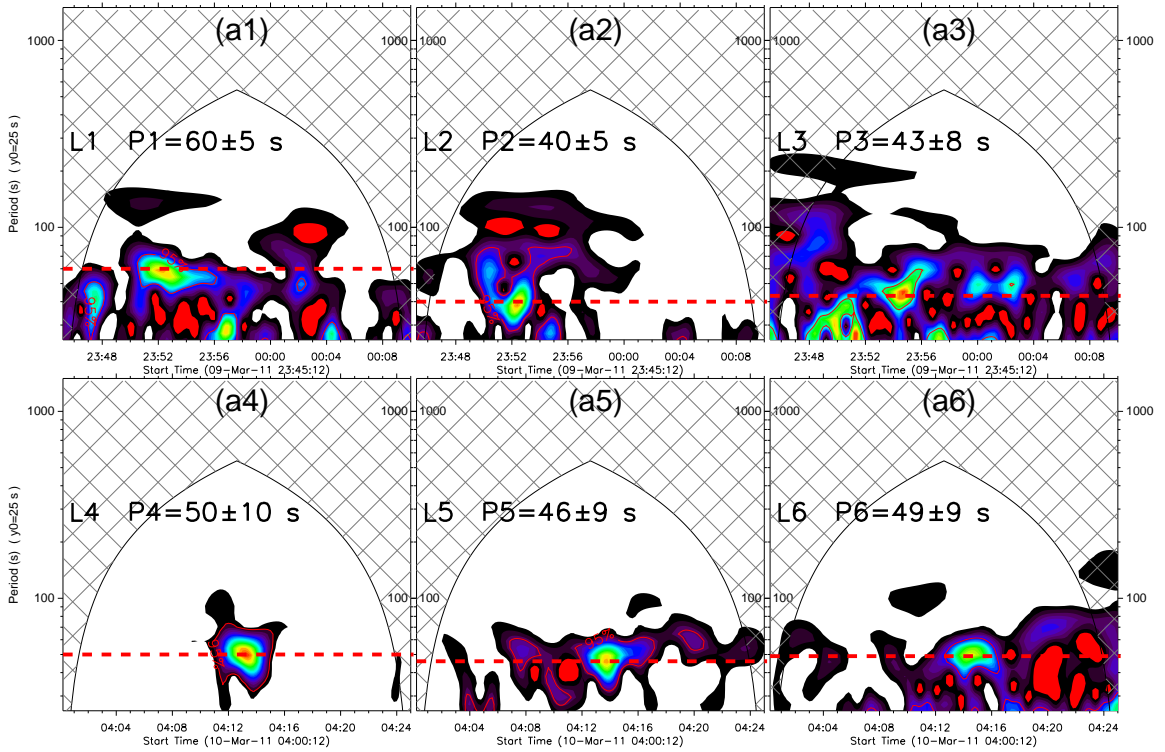 (a1) (a2) (a3)
1000 1000 1000 1000
L1 P1=60±5 s L2 P2=40±5 s L3 P3=43±8 s
Period (s) ( y0=25 s )
100 100 100 100
95%
95%
23:48 23:52 23:56 00:00 00:04 00:08 23:48 23:52 23:56 00:00 00:04 00:08 23:48 23:52 23:56 00:00 00:04 00:08
Start Time (09-Mar-11 23:45:12) Start Time (09-Mar-11 23:45:12) Start Time (09-Mar-11 23:45:12)
(a4) (a5) (a6)
1000 1000 1000 1000
L4 P4=50±10 s L5 P5=46±9 s L6 P6=49±9 s
Period (s) ( y0=25 s )
100 100 100 100
95% 95%
04:04 04:08 04:12 04:16 04:20 04:24 04:04 04:08 04:12 04:16 04:20 04:24 04:04 04:08 04:12 04:16 04:20 04:24
Start Time (10-Mar-11 04:00:12) Start Time (10-Mar-11 04:00:12) Start Time (10-Mar-11 04:00:12)